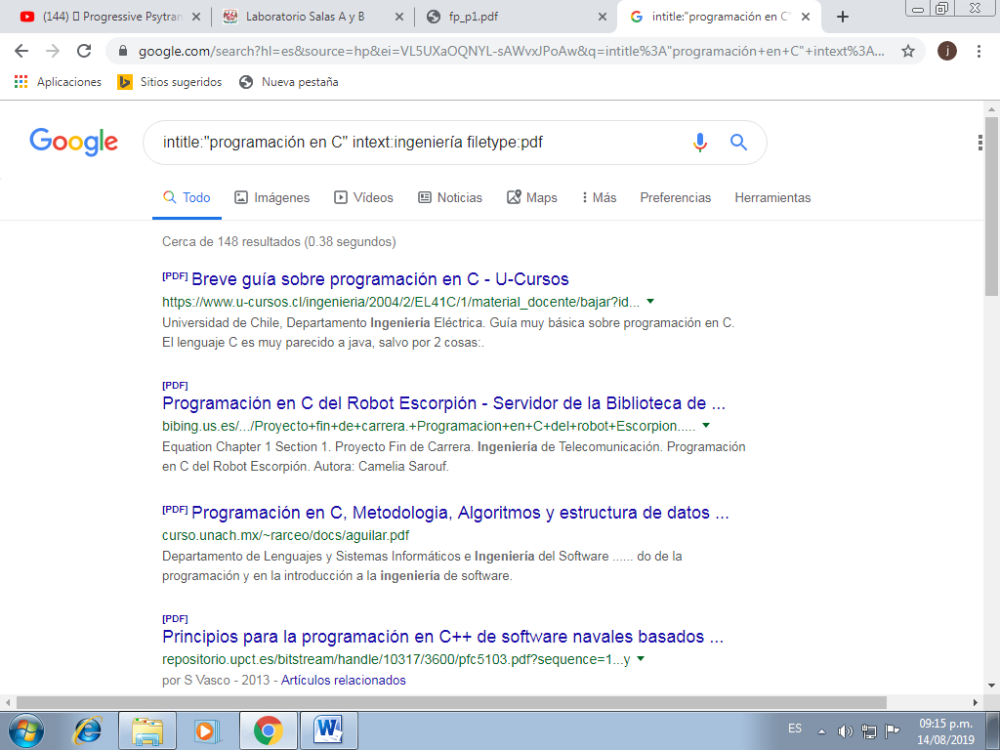 (144) Progressive Psytran
Laboratorio Salas A y B
fp_p1.pdf
intitle:"programación en C"
google.com/search?hl=es&source=hp&ei=VL5UXaOQNYL-sAWvxJPoAw&q=intitle%3A"programación+en+C"+intext%3A...
j
Aplicaciones
Sitios sugeridos
Nueva pestaña
Google
intitle:"programación en C" intext:ingeniería filetype:pdf
Todo
Imágenes
Vídeos
Noticias
Maps
Más
Preferencias
Herramientas
Cerca de 148 resultados (0.38 segundos)
[PDF] Breve guía sobre programación en C - U-Cursos
https://www.u-cursos.cl/ingenieria/2004/2/EL41C/1/material_docente/bajar?id...
Universidad de Chile, Departamento Ingeniería Eléctrica. Guía muy básica sobre programación en C.
El lenguaje C es muy parecido a java, salvo por 2 cosas:.
[PDF]
Programación en C del Robot Escorpión - Servidor de la Biblioteca de ...
bibing.us.es/.../Proyecto+fin+de+carrera.+Programacion+en+C+del+robot+Escorpion.....
Equation Chapter 1 Section 1. Proyecto Fin de Carrera. Ingeniería de Telecomunicación. Programación
en C del Robot Escorpión. Autora: Camelia Sarouf.
[PDF] Programación en C, Metodologia, Algoritmos y estructura de datos ...
curso.unach.mx/~rarceo/docs/aguilar.pdf
Departamento de Lenguajes y Sistemas Informáticos e Ingeniería del Software ...... do de la
programación y en la introducción a la ingeniería de software.
[PDF]
Principios para la programación en C++ de software navales basados ...
repositorio.upct.es/bitstream/handle/10317/3600/pfc5103.pdf?sequence=1...y
por S Vasco - 2013 - Artículos relacionados
ES
09:15 p.m.
14/08/2019